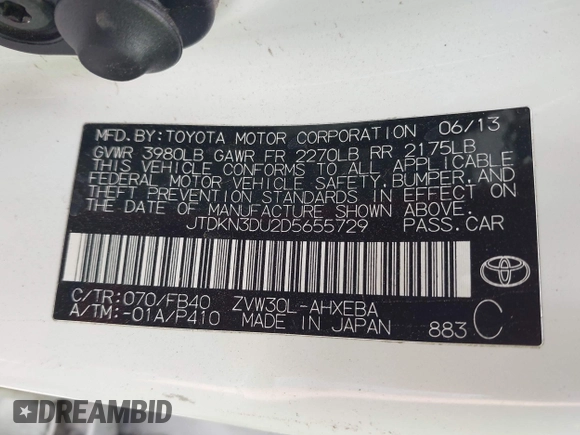 MFD. BY: TOYOTA MOTOR CORPORATION 06/13
GVWR 3980LB GAWR FR 2270LB RR 2175LB
THIS VEHICLE CONFORMS TO ALL APPLICABLE
FEDERAL MOTOR VEHICLE SAFETY, BUMPER, AND
THEFT PREVENTION STANDARDS IN EFFECT ON
THE DATE OF MANUFACTURE SHOWN ABOVE.
JTDKN3DU2D5655729 PASS. CAR
C/TR: 070/FB40 ZVW30L-AHXEBA
A/TM: -01A/P410 MADE IN JAPAN 883 C
DREAMBID